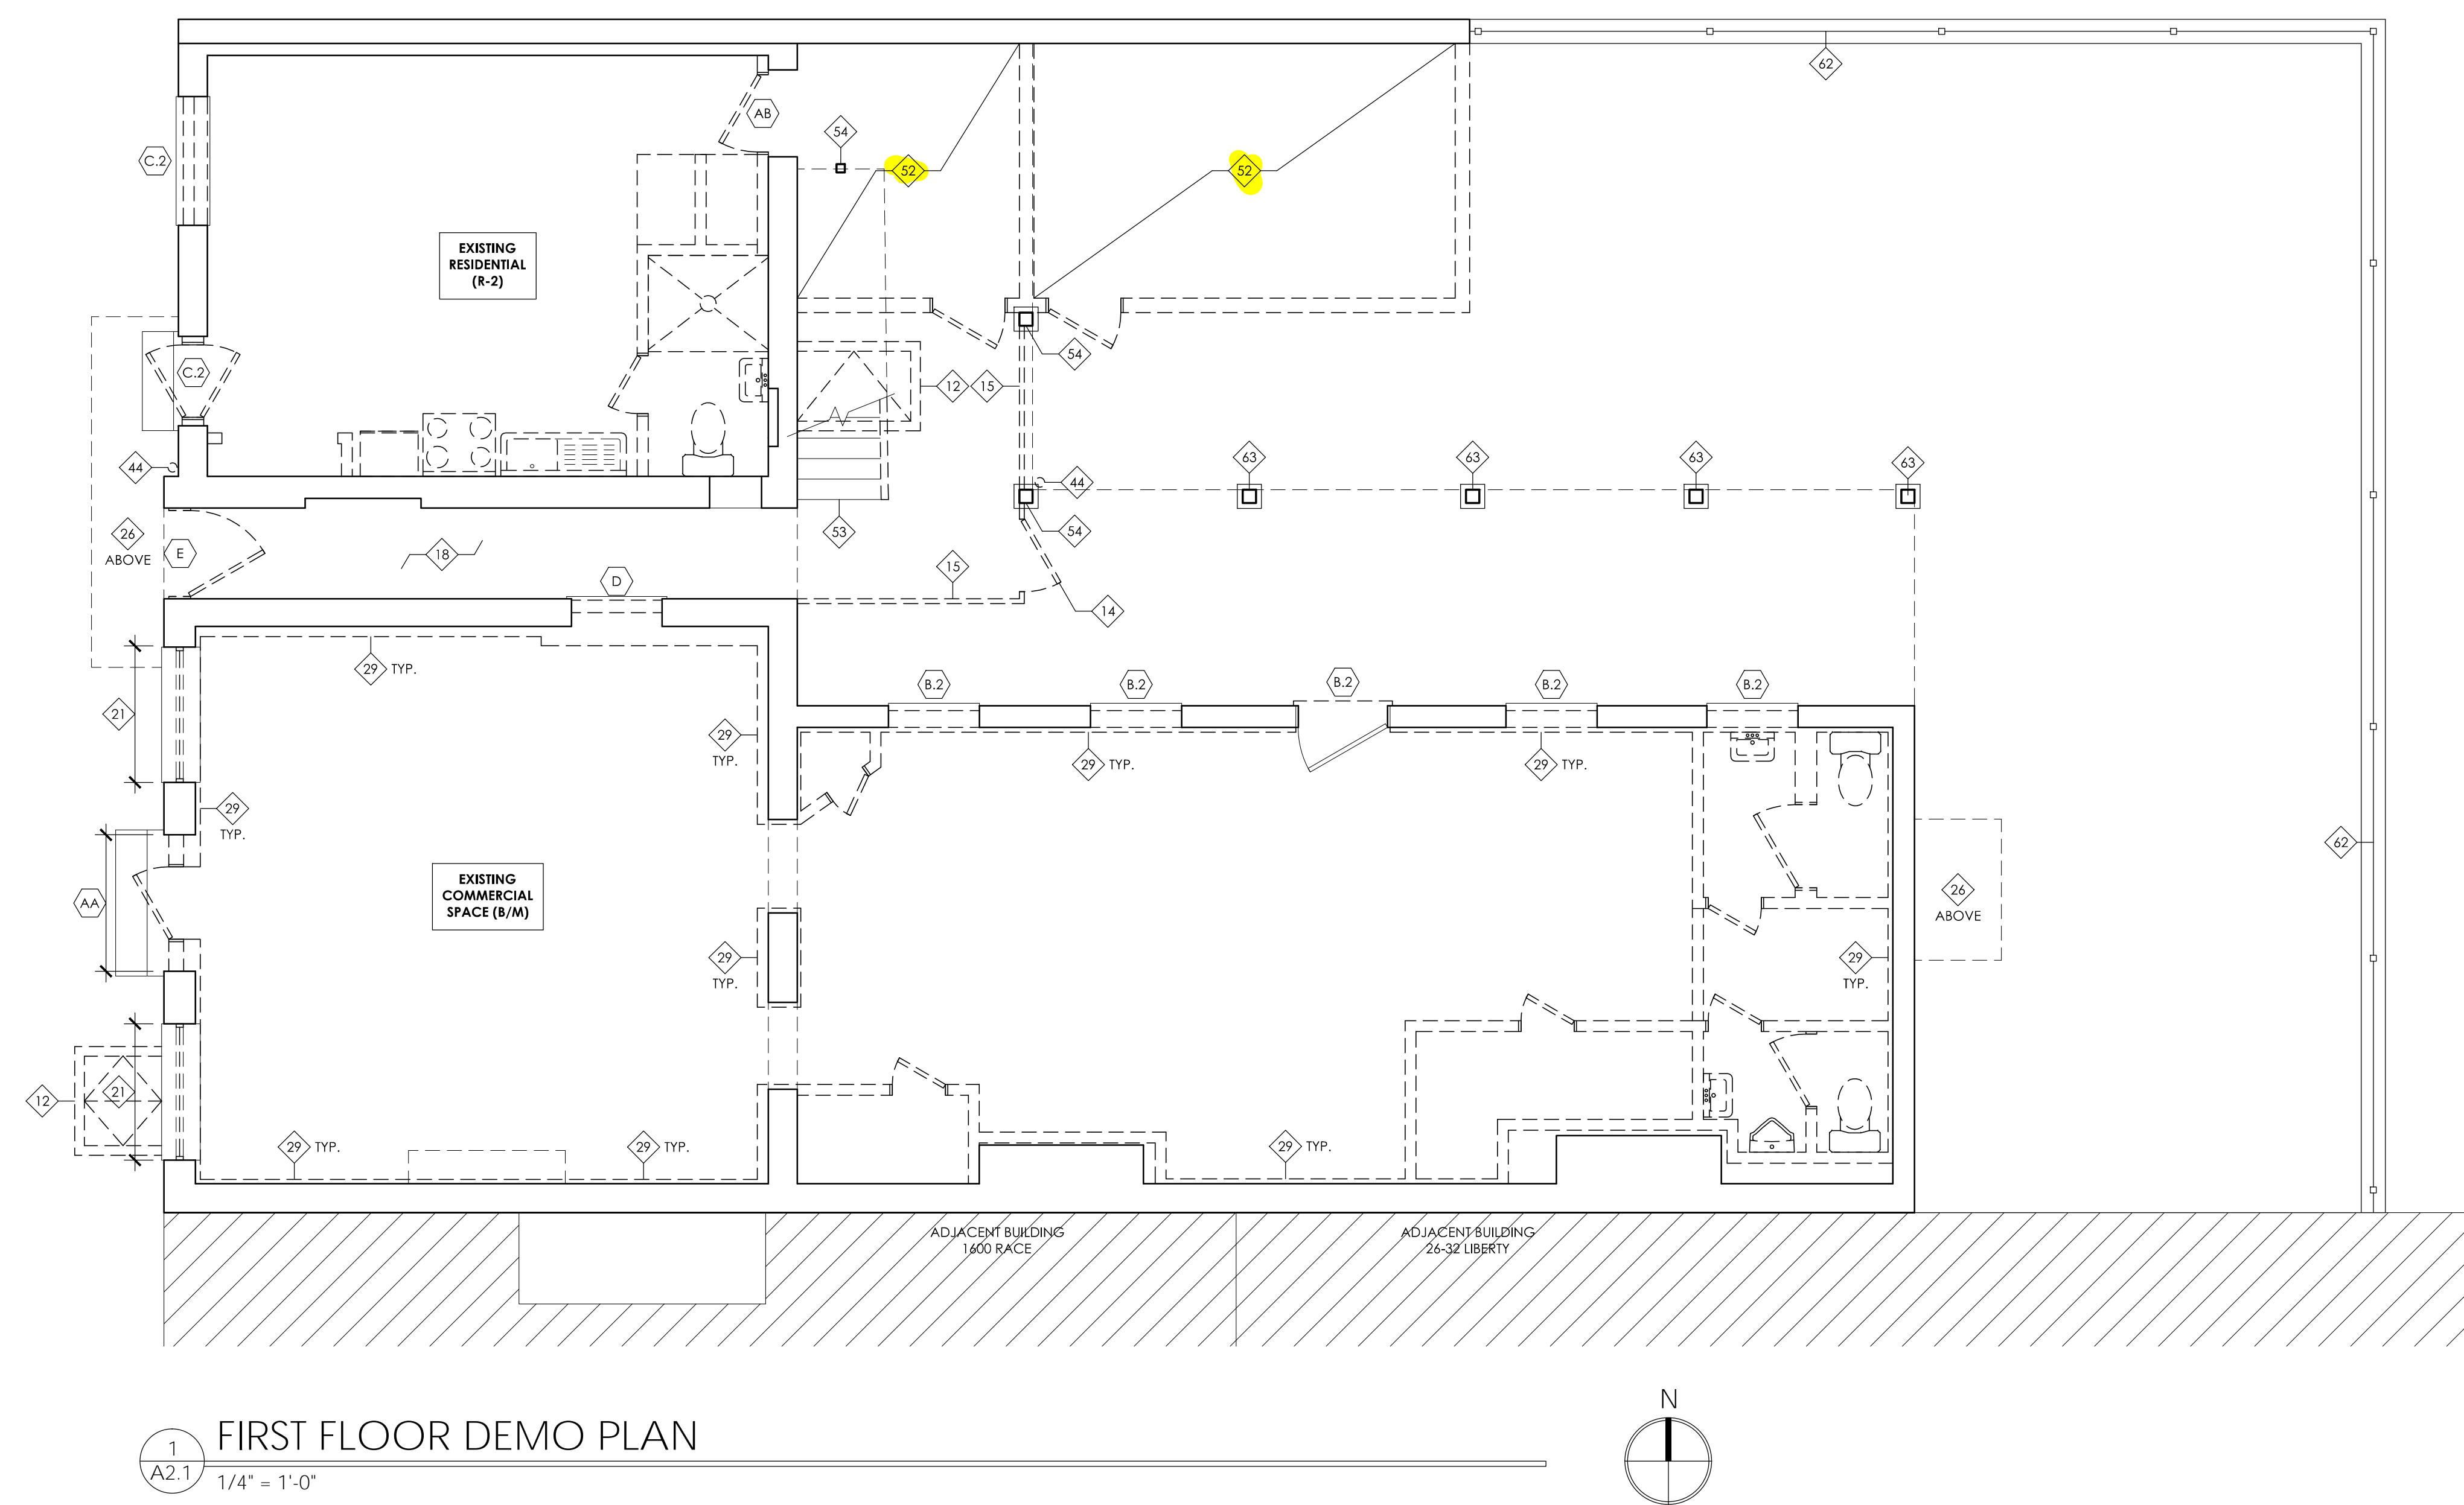 62
AB
54
C.2
52
52
EXISTING
RESIDENTIAL
(R-2)
54
C.2
12
15
63
63
63
63
44
44
26
ABOVE
E
18
53
54
15
D
14
29 TYP.
B.2
B.2
B.2
B.2
B.2
21
29
TYP.
29 TYP.
29 TYP.
29
TYP.
62
EXISTING
COMMERCIAL
SPACE (B/M)
AA
26
ABOVE
29
TYP.
29
TYP.
21
12
29 TYP.
29 TYP.
29 TYP.
ADJACENT BUILDING
1600 RACE
ADJACENT BUILDING
26-32 LIBERTY
N
1
A2.1
FIRST FLOOR DEMO PLAN
1/4" = 1'-0"